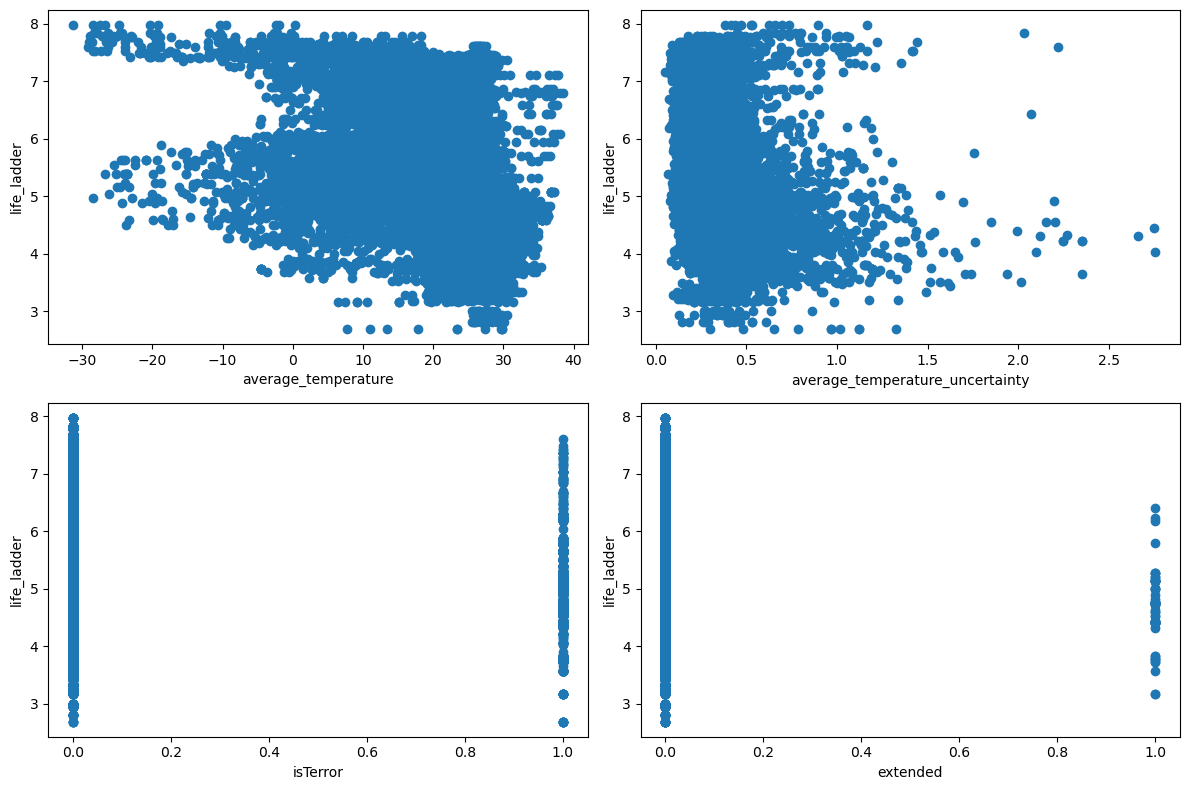 8
7
6
5
4
3
life_ladder
−30 −20 −10 0 10 20 30 40
average_temperature
8
7
6
5
4
3
life_ladder
0.0 0.5 1.0 1.5 2.0 2.5
average_temperature_uncertainty
8
7
6
5
4
3
life_ladder
0.0 0.2 0.4 0.6 0.8 1.0
isTerror
8
7
6
5
4
3
life_ladder
0.0 0.2 0.4 0.6 0.8 1.0
extended